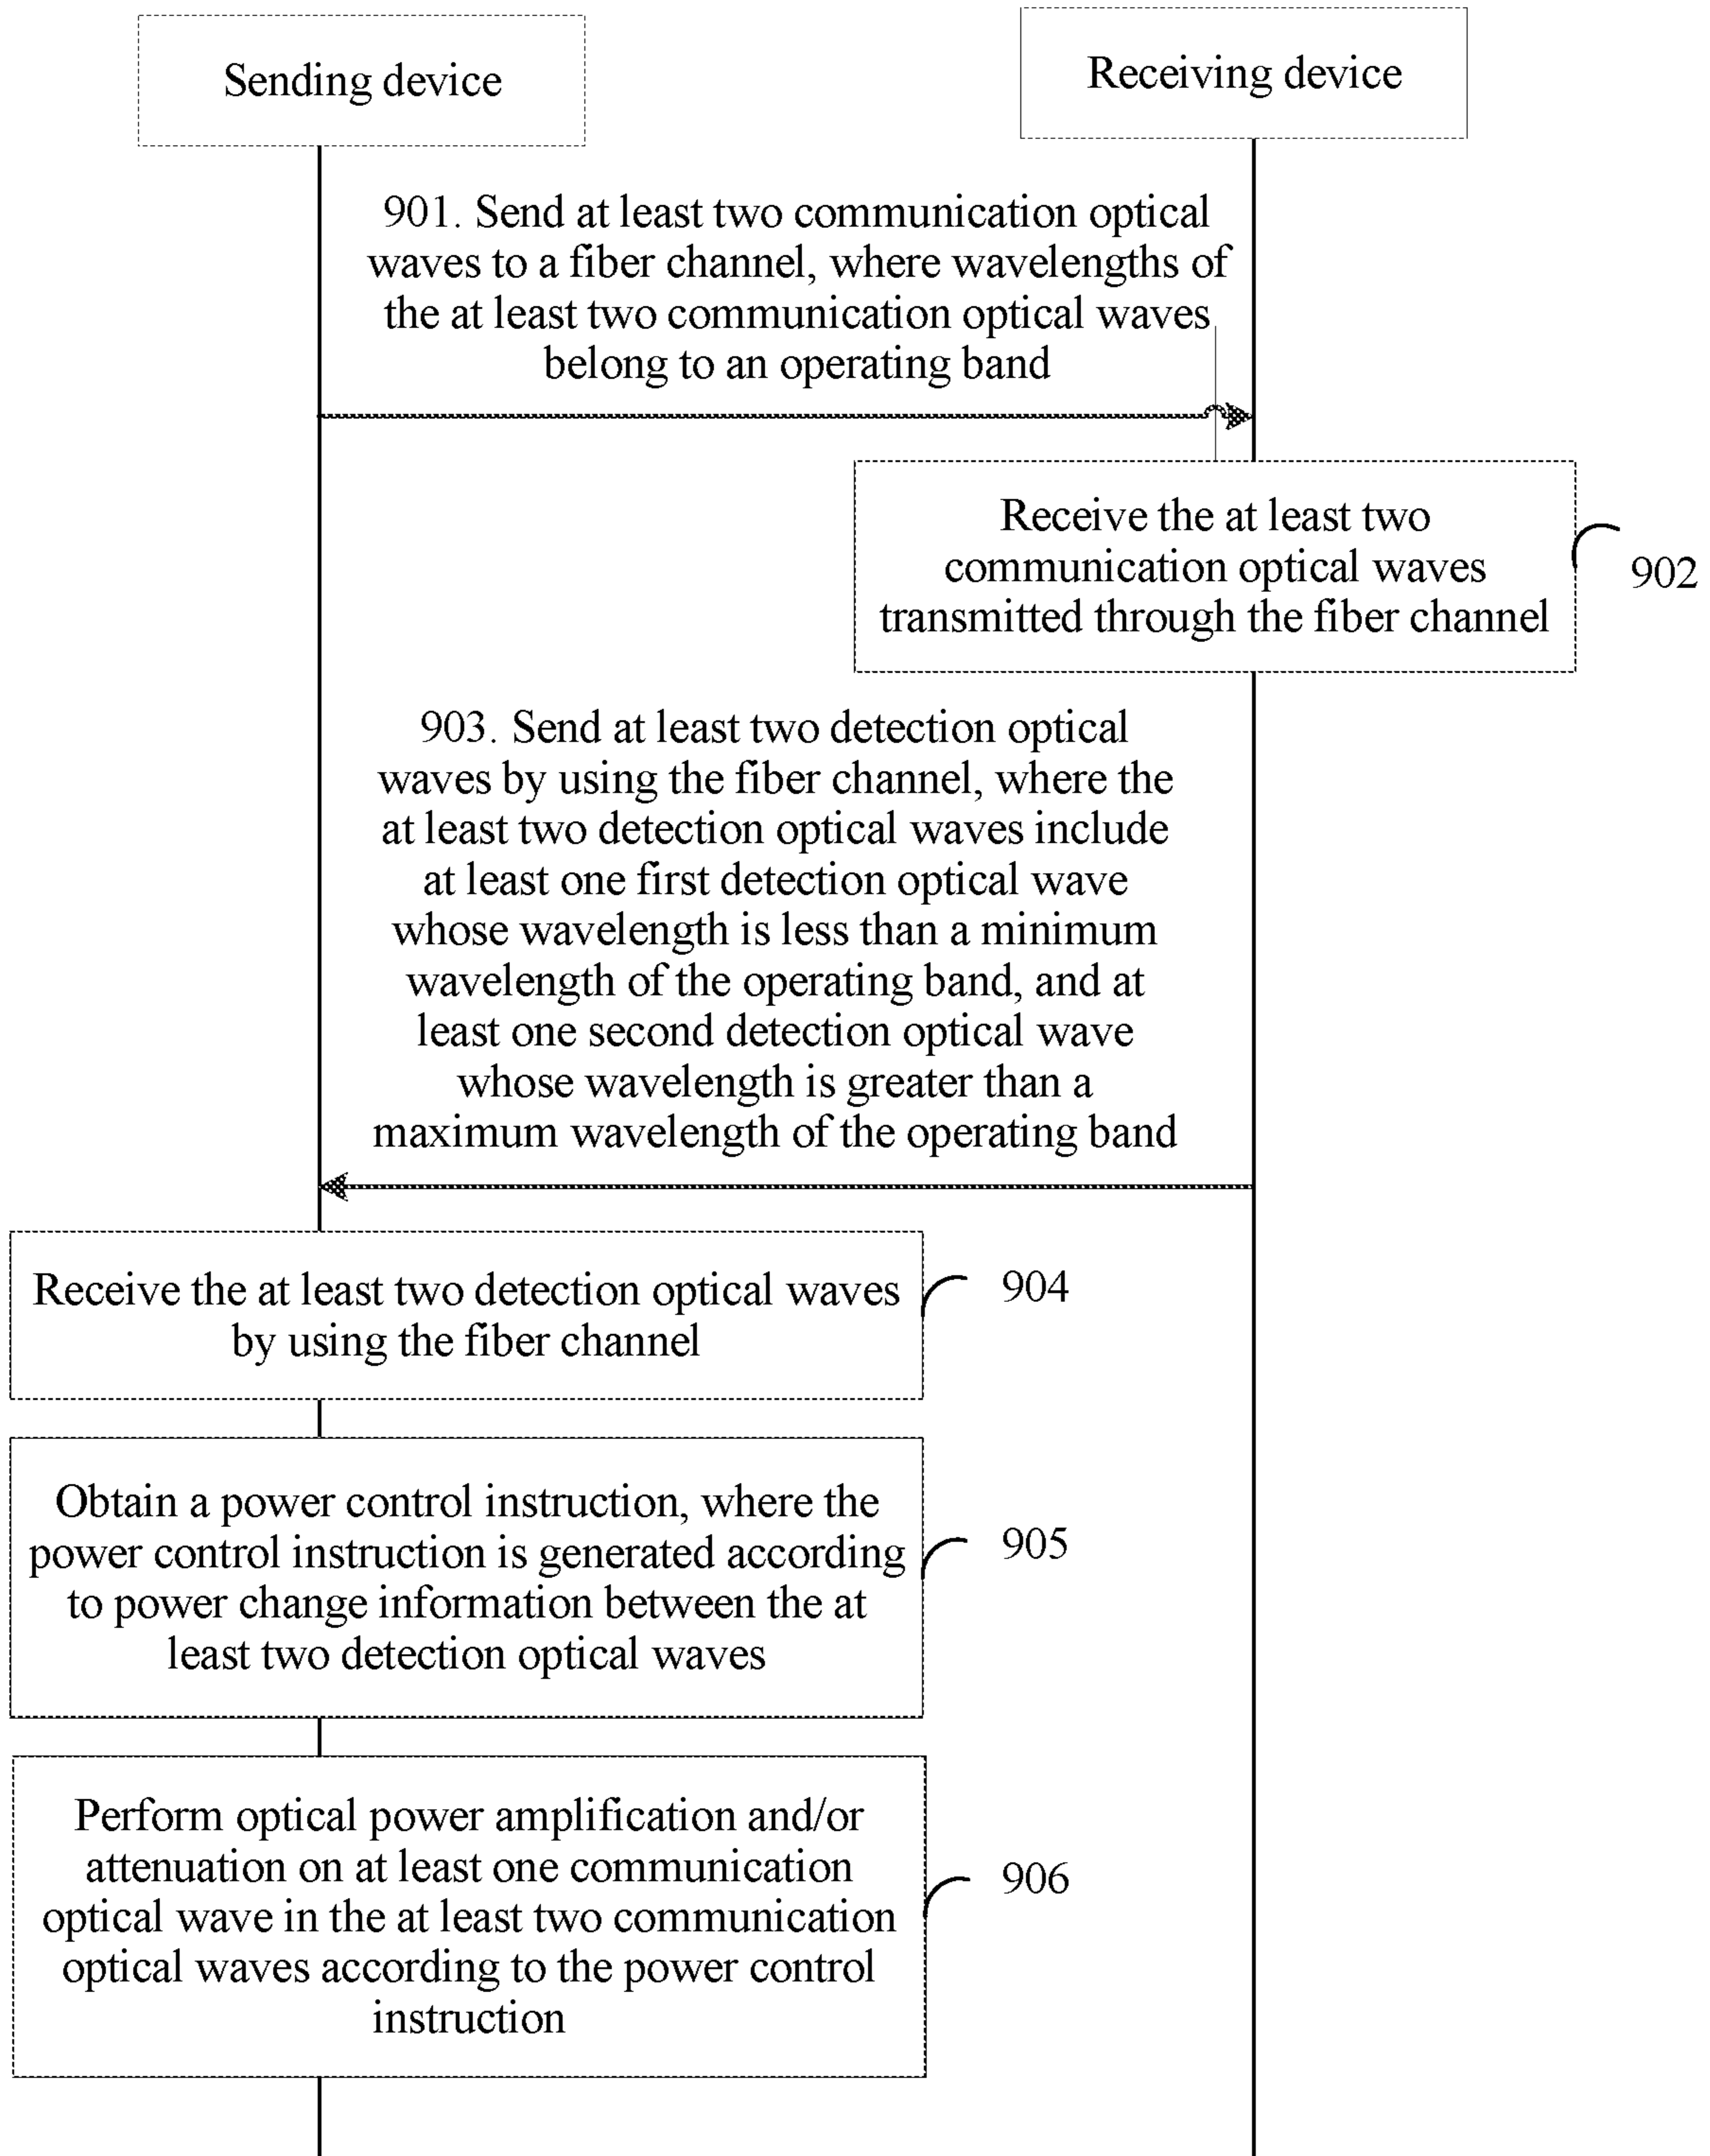 Sending device
Receiving device
901. Send at least two communication optical
waves to a fiber channel, where wavelengths of
the at least two communication optical waves
belong to an operating band
Receive the at least two
communication optical waves
transmitted through the fiber channel
902
903. Send at least two detection optical
waves by using the fiber channel, where the
at least two detection optical waves include
at least one first detection optical wave
whose wavelength is less than a minimum
wavelength of the operating band, and at
least one second detection optical wave
whose wavelength is greater than a
maximum wavelength of the operating band
Receive the at least two detection optical waves
by using the fiber channel
904
Obtain a power control instruction, where the
power control instruction is generated according
to power change information between the at
least two detection optical waves
905
Perform optical power amplification and/or
attenuation on at least one communication
optical wave in the at least two communication
optical waves according to the power control
instruction
906